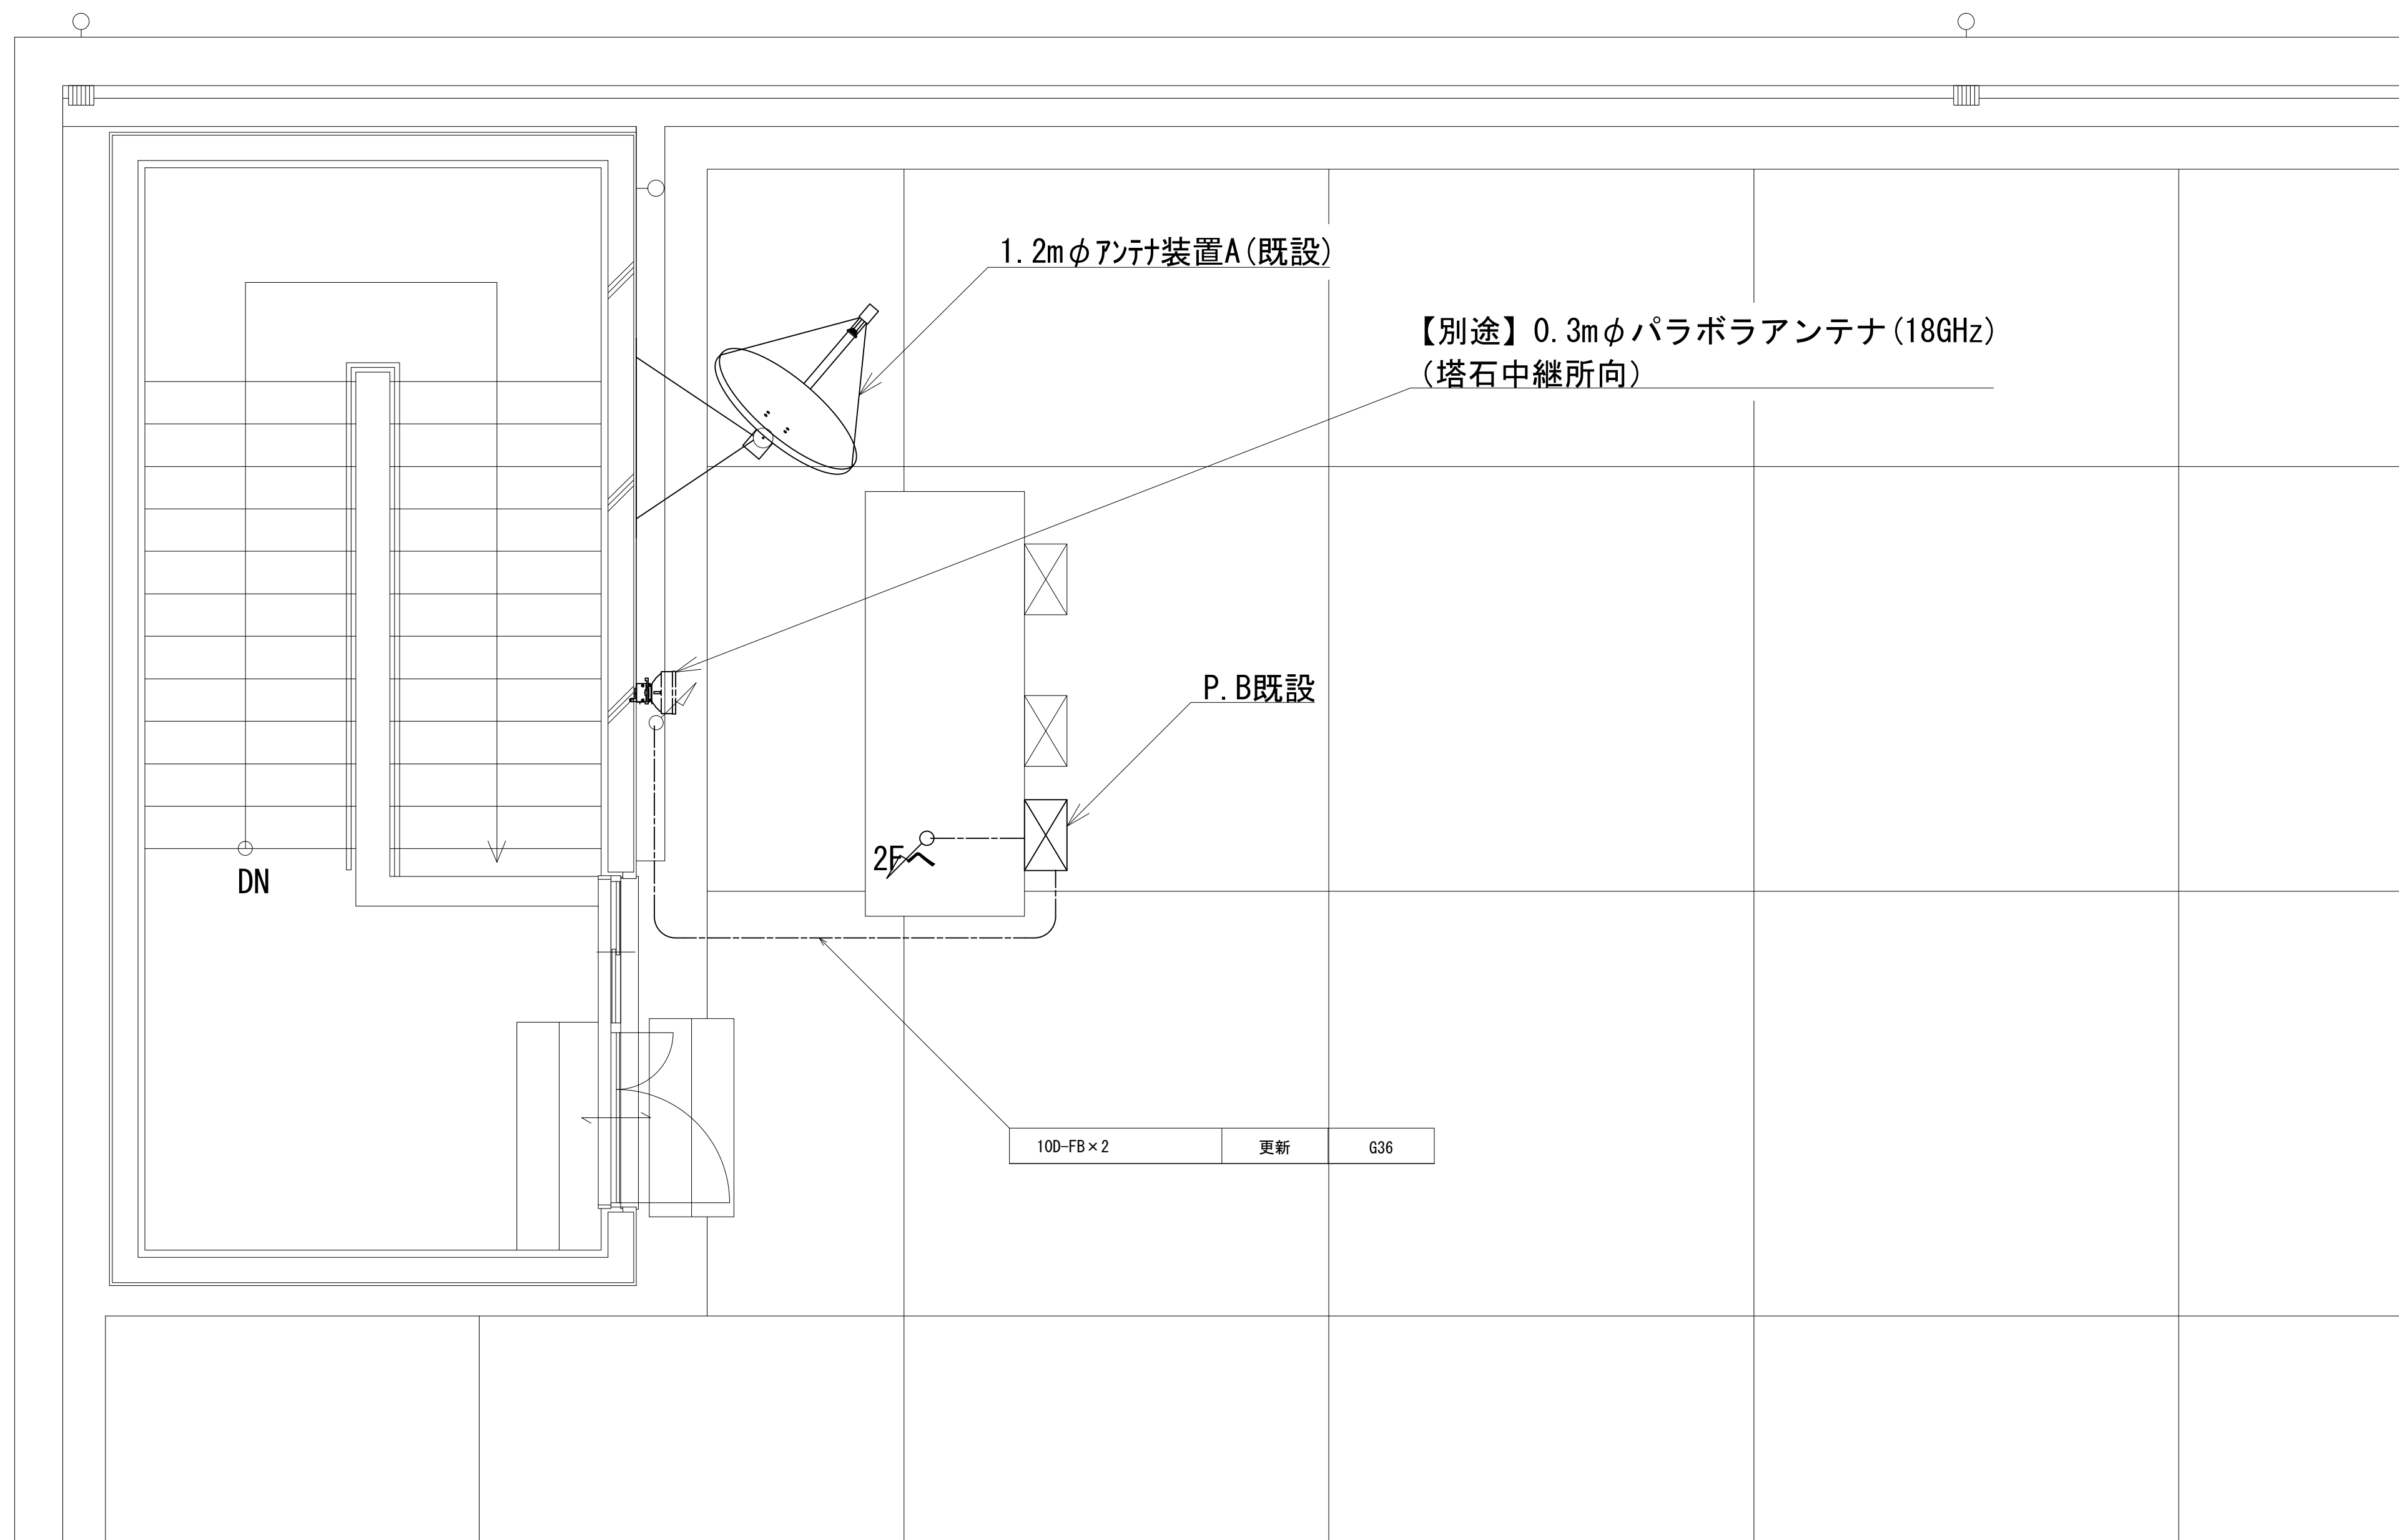 1.2mφｱﾝﾃﾅ装置A(既設)
【別途】0.3mφパラボラアンテナ(18GHz)
(塔石中継所向)
P.B既設
2Fへ
DN
10D-FB×2 更新 G36